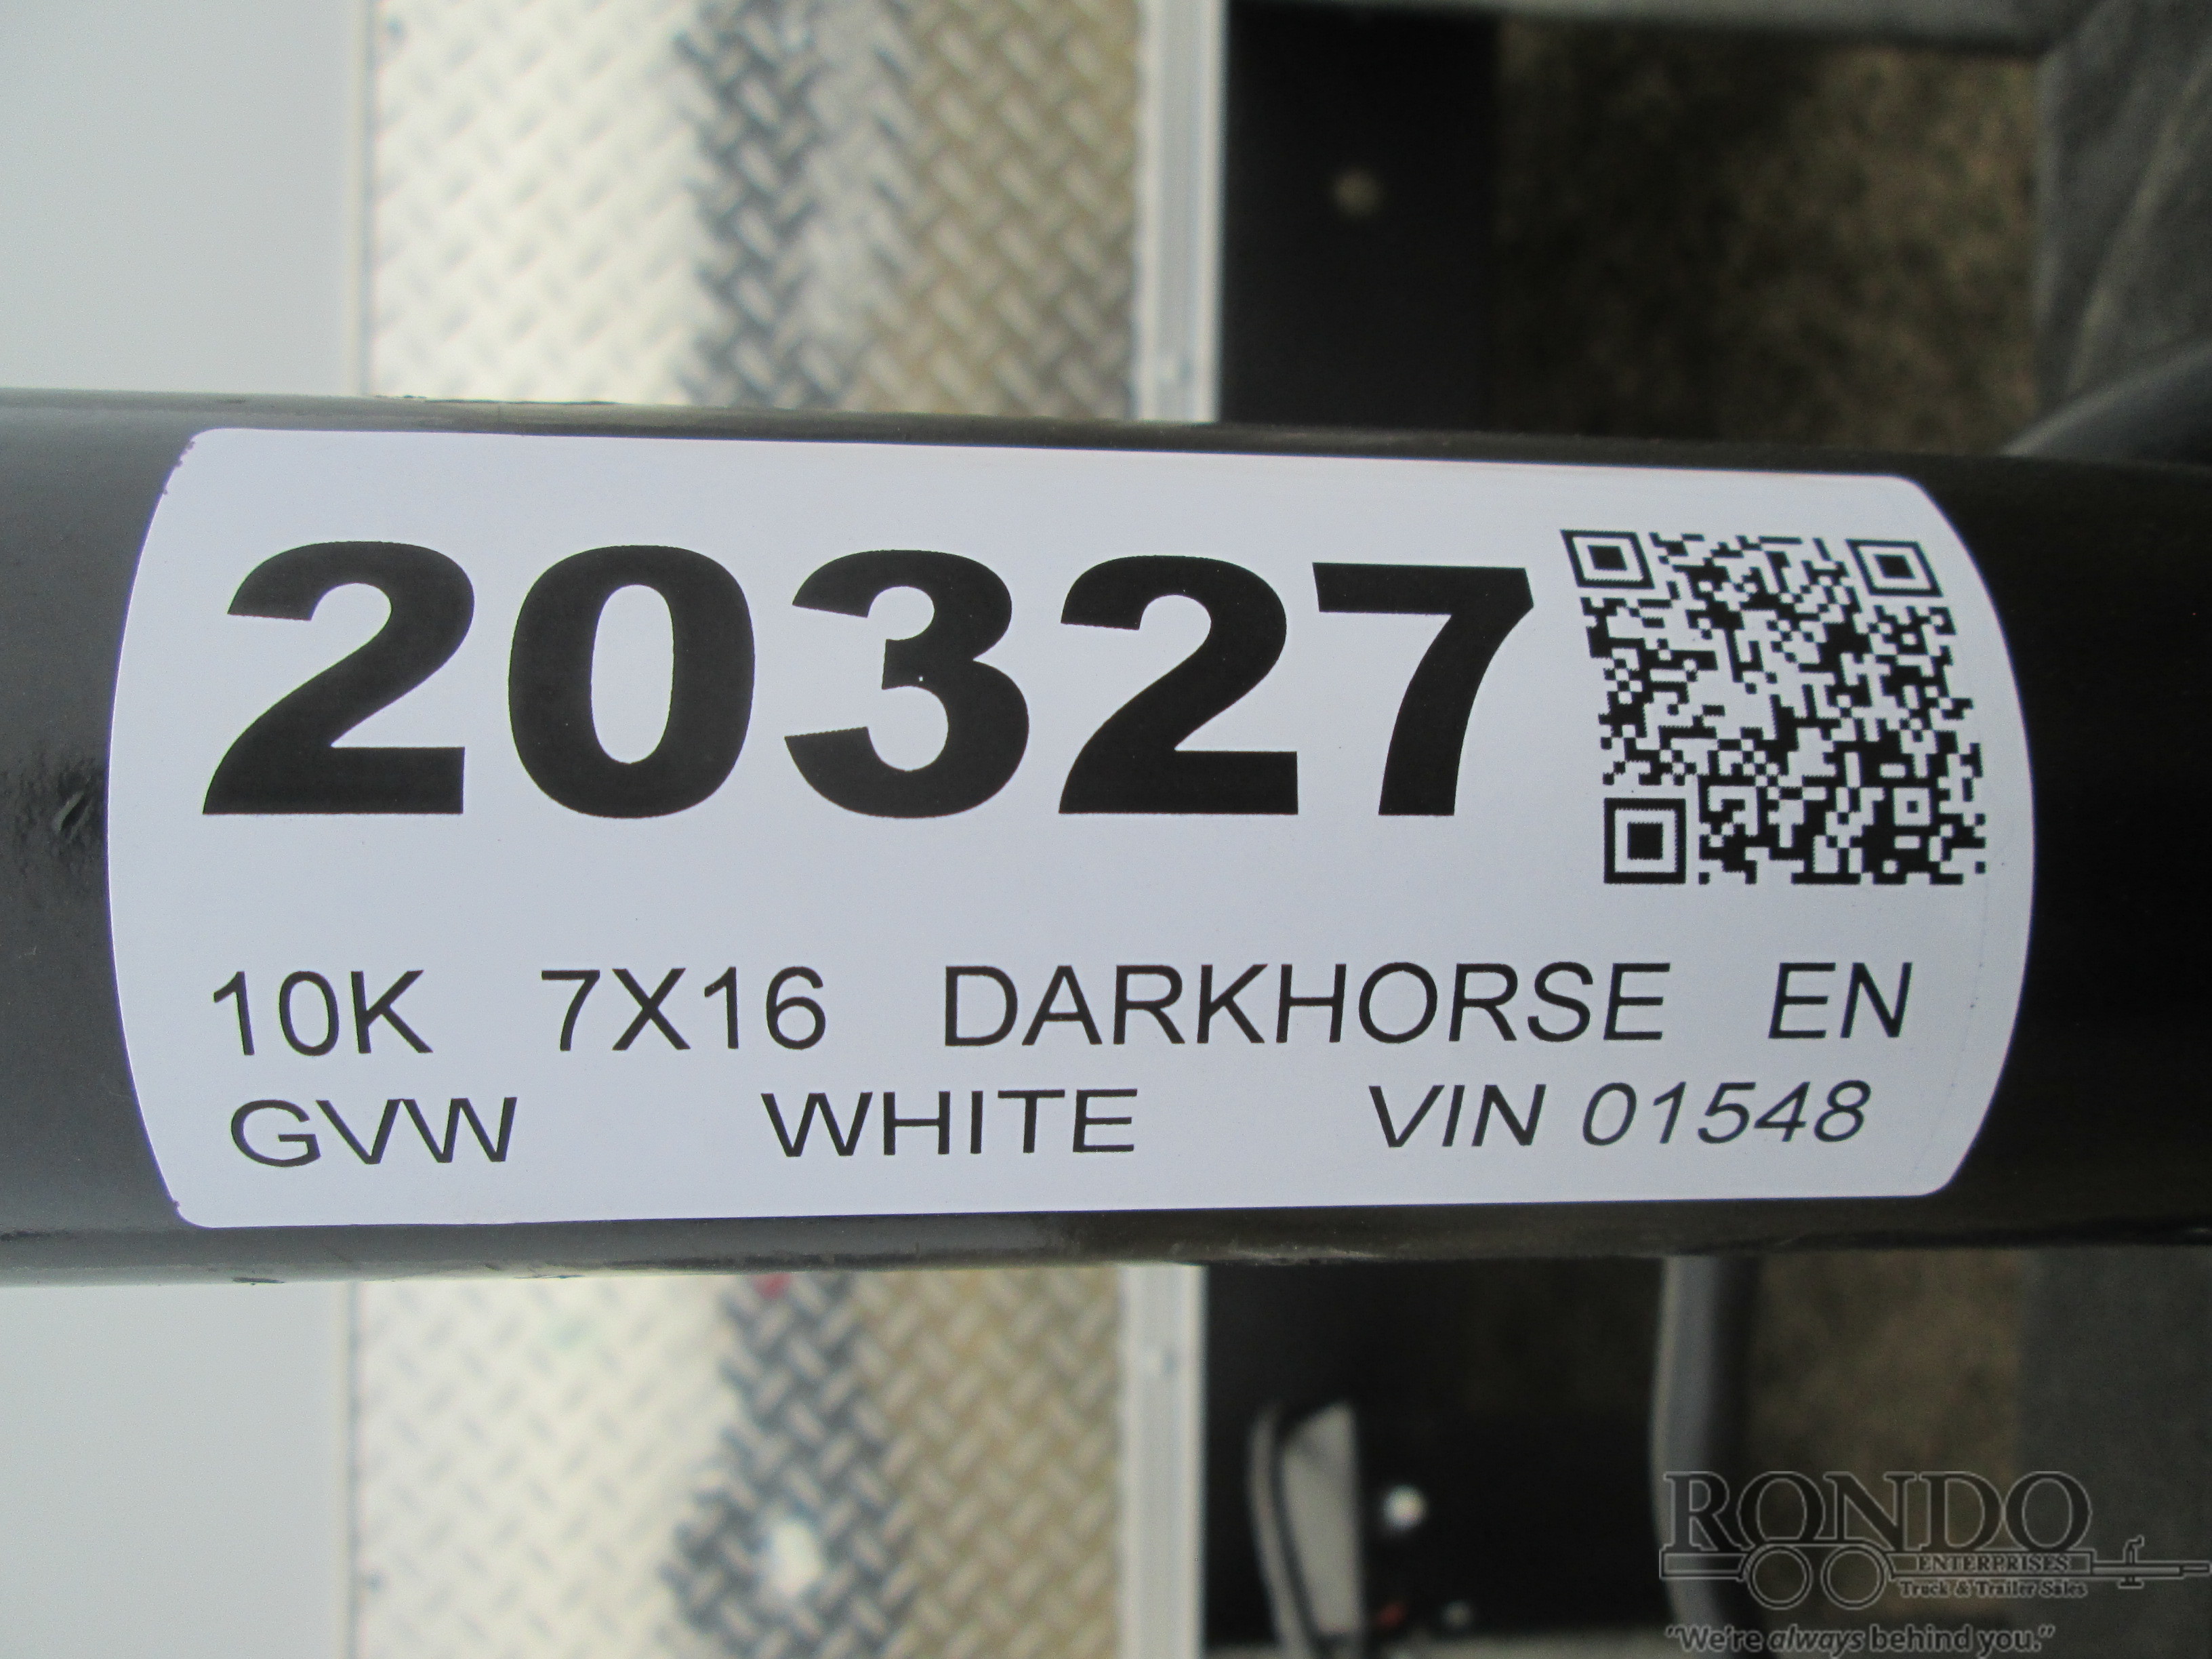 20327
10K 7X16 DARKHORSE EN
GVW WHITE VIN 01548
RONDO
ENTERPRISES
Truck & Trailer Sales
"We're always behind you."